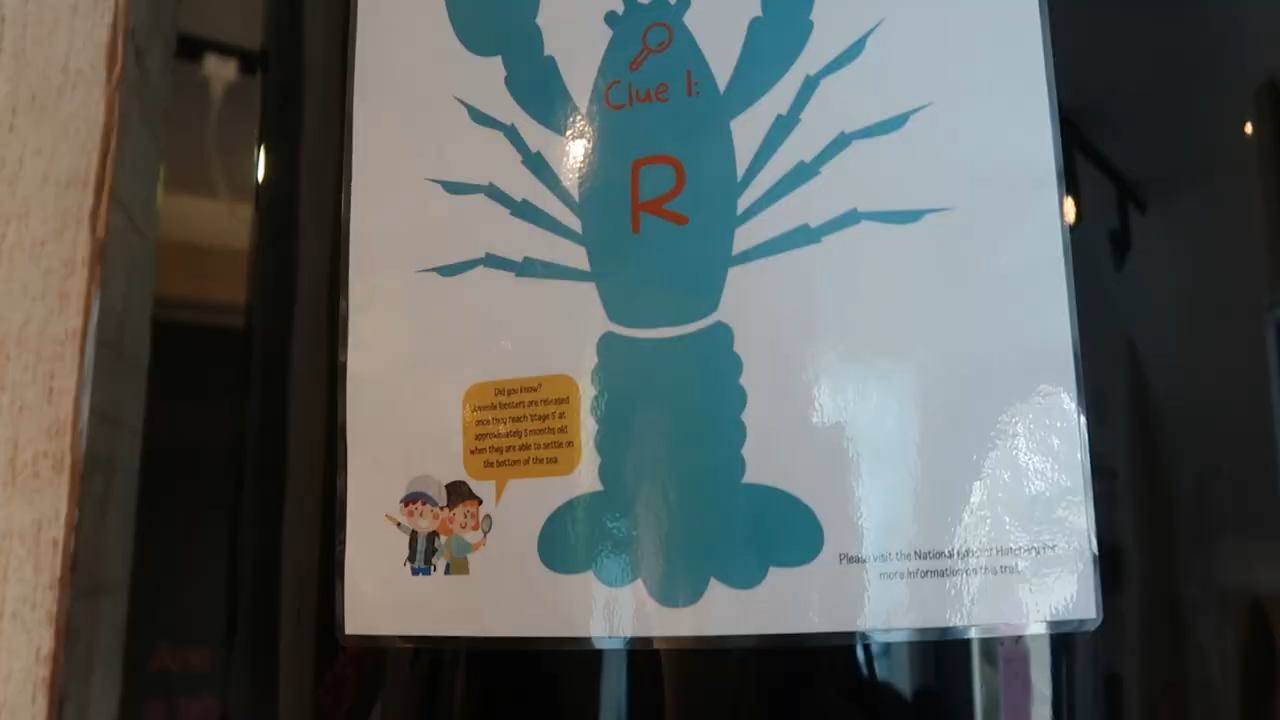 Clue 1:
R
Did you know?
Juvenile lobsters are released
once they reach 'stage 5' at
approximately 3 months old
when they are able to settle on
the bottom of the sea.
Please visit the National Lobster Hatchery for
more information on this trail.